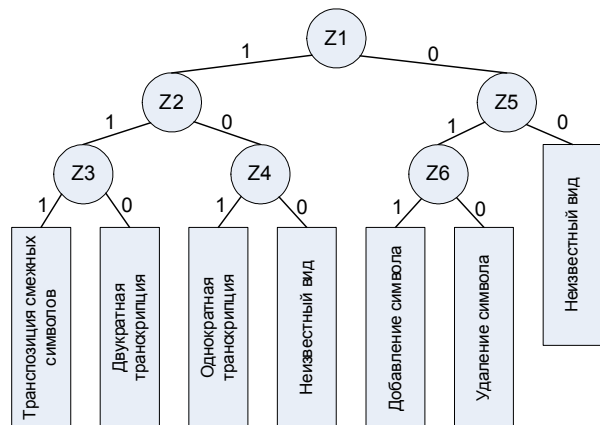 Z1
1
0
Z2
Z5
1
0
1
0
Z3
Z4
Z6
1
0
1
0
1
0
Транспозиция смежных
символов
Двукратная
транскрипция
Однократная
транскрипция
Неизвестный вид
Добавление символа
Удаление символа
Неизвестный вид